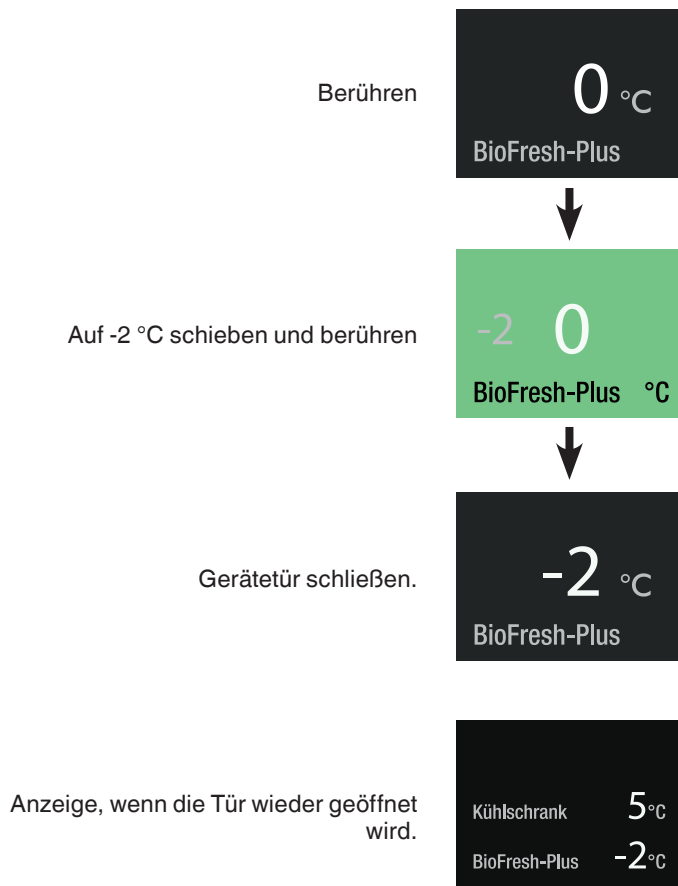 Berühren
0 °C
BioFresh-Plus
Auf -2 °C schieben und berühren
-2 0
BioFresh-Plus °C
Gerätetür schließen.
-2 °C
BioFresh-Plus
Anzeige, wenn die Tür wieder geöffnet
wird.
Kühlschrank 5°C
BioFresh-Plus -2°C